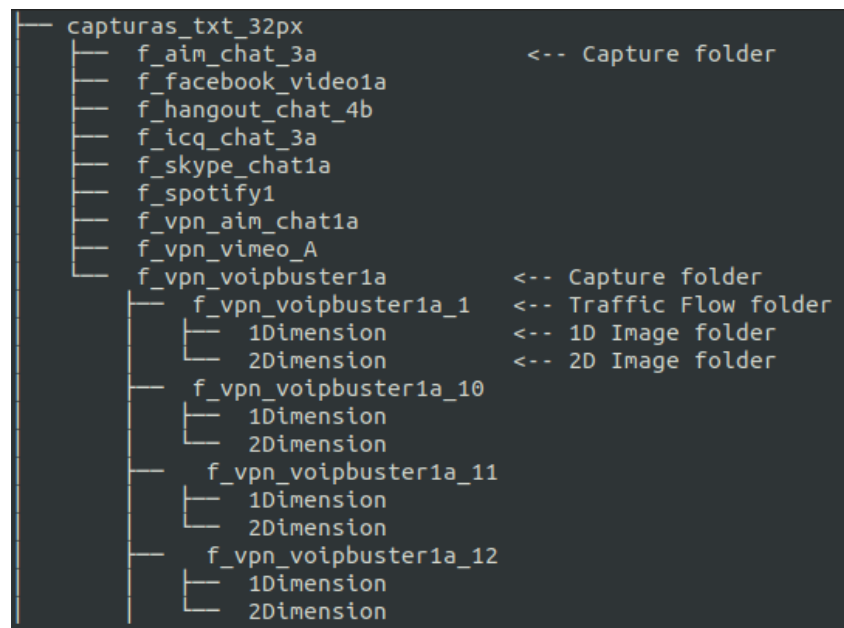 ├── capturas_txt_32px
│   ├── f_aim_chat_3a <-- Capture folder
│   ├── f_facebook_video1a
│   ├── f_hangout_chat_4b
│   ├── f_icq_chat_3a
│   ├── f_skype_chat1a
│   ├── f_spotify1
│   ├── f_vpn_aim_chat1a
│   ├── f_vpn_vimeo_A
│   └── f_vpn_voipbuster1a <-- Capture folder
│       ├── f_vpn_voipbuster1a_1 <-- Traffic Flow folder
│       │   ├── 1Dimension <-- 1D Image folder
│       │   └── 2Dimension <-- 2D Image folder
│       ├── f_vpn_voipbuster1a_10
│       │   ├── 1Dimension
│       │   └── 2Dimension
│       ├── f_vpn_voipbuster1a_11
│       │   ├── 1Dimension
│       │   └── 2Dimension
│       ├── f_vpn_voipbuster1a_12
│       │   ├── 1Dimension
│       │   └── 2Dimension